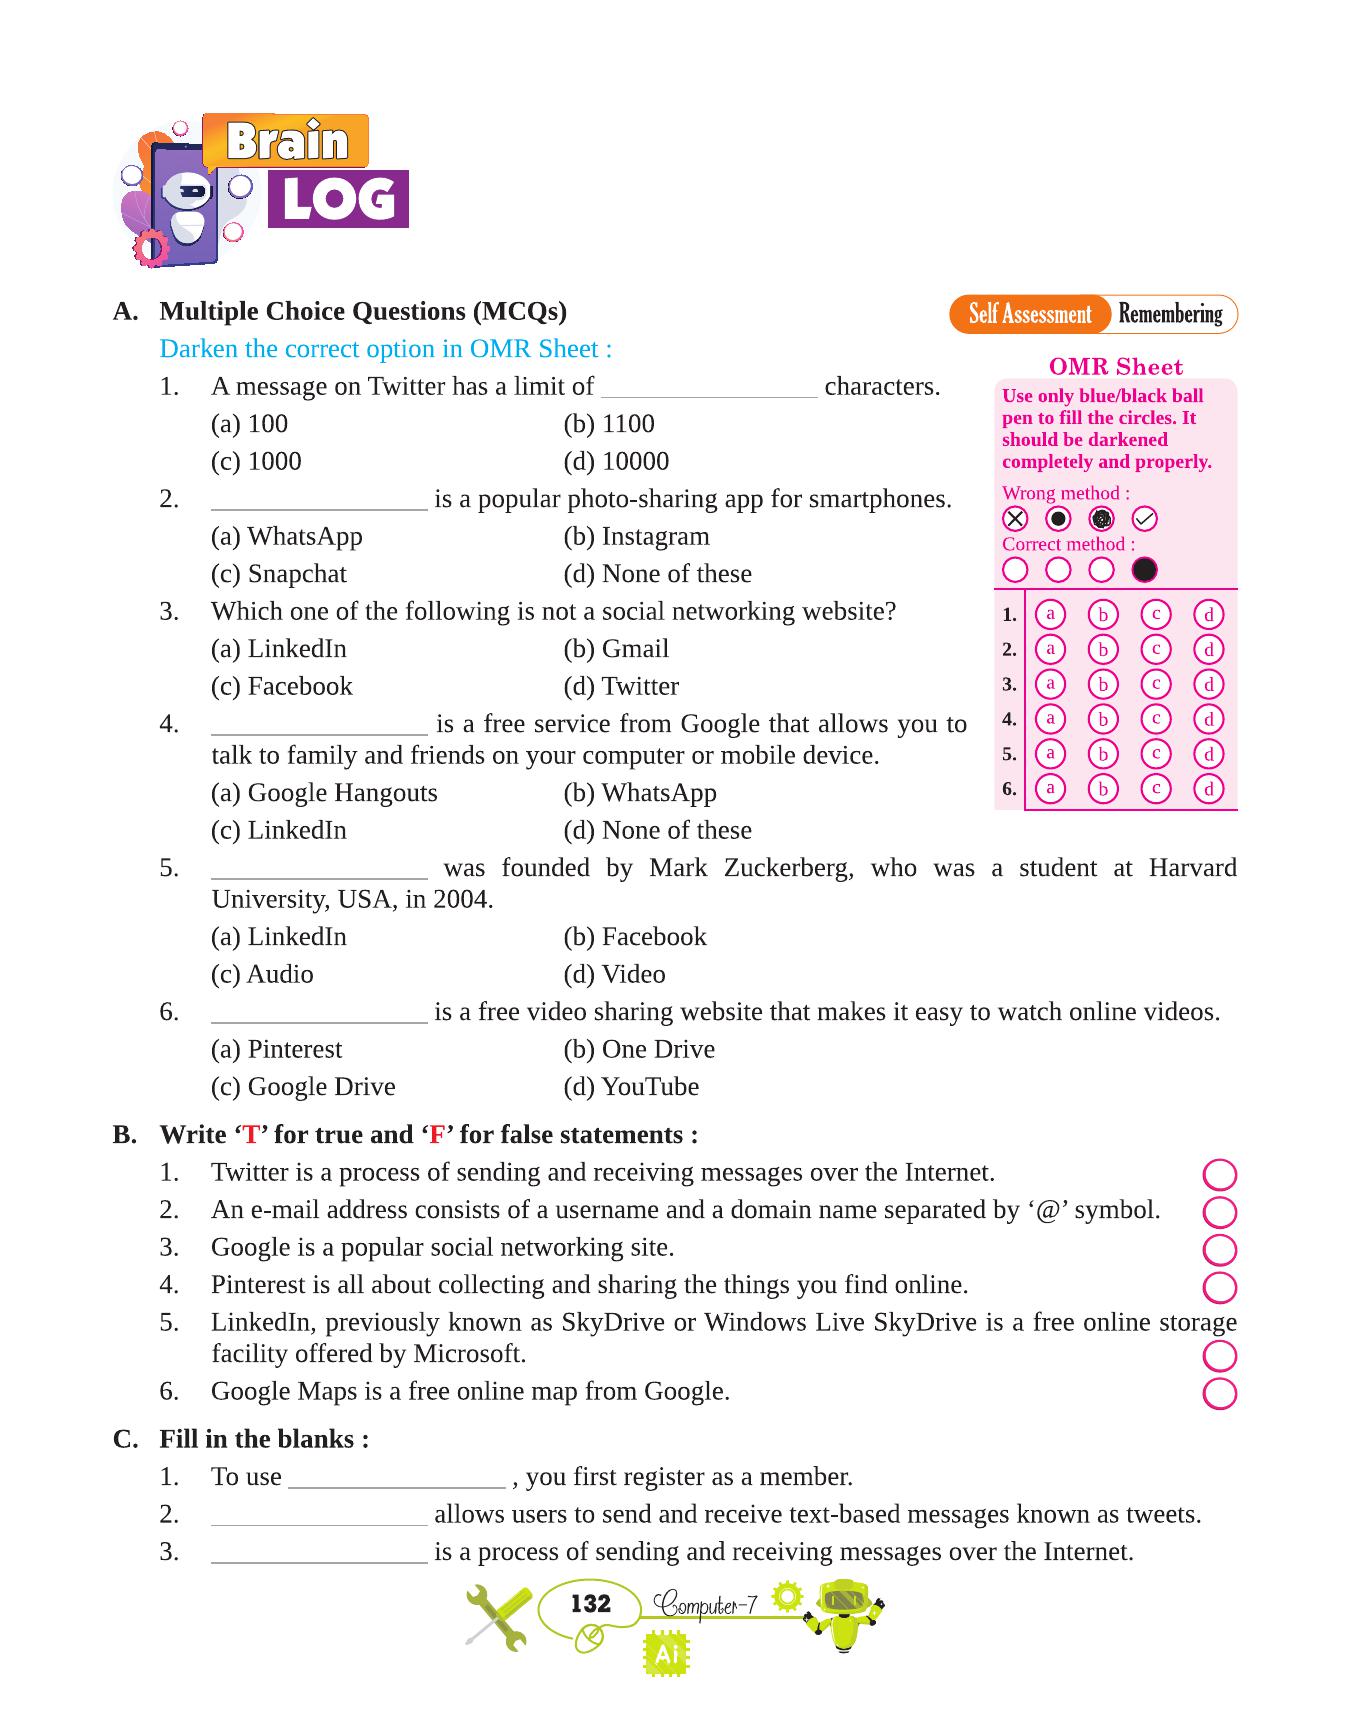 Brain
LOG
A. Multiple Choice Questions (MCQs)
Self Assessment Remembering
Darken the correct option in OMR Sheet :
1. A message on Twitter has a limit of ________________ characters.
(a) 100 (b) 1100
(c) 1000 (d) 10000
2. ________________ is a popular photo-sharing app for smartphones.
(a) WhatsApp (b) Instagram
(c) Snapchat (d) None of these
3. Which one of the following is not a social networking website?
(a) LinkedIn (b) Gmail
(c) Facebook (d) Twitter
4. ________________ is a free service from Google that allows you to
talk to family and friends on your computer or mobile device.
(a) Google Hangouts (b) WhatsApp
(c) LinkedIn (d) None of these
OMR Sheet
Use only blue/black ball
pen to fill the circles. It
should be darkened
completely and properly.
Wrong method :
Correct method :
1. a b c d
2. a b c d
3. a b c d
4. a b c d
5. a b c d
6. a b c d
5. ________________ was founded by Mark Zuckerberg, who was a student at Harvard
University, USA, in 2004.
(a) LinkedIn (b) Facebook
(c) Audio (d) Video
6. ________________ is a free video sharing website that makes it easy to watch online videos.
(a) Pinterest (b) One Drive
(c) Google Drive (d) YouTube
B. Write ‘T’ for true and ‘F’ for false statements :
1. Twitter is a process of sending and receiving messages over the Internet.
2. An e-mail address consists of a username and a domain name separated by ‘@’ symbol.
3. Google is a popular social networking site.
4. Pinterest is all about collecting and sharing the things you find online.
5. LinkedIn, previously known as SkyDrive or Windows Live SkyDrive is a free online storage
facility offered by Microsoft.
6. Google Maps is a free online map from Google.
C. Fill in the blanks :
1. To use ________________ , you first register as a member.
2. ________________ allows users to send and receive text-based messages known as tweets.
3. ________________ is a process of sending and receiving messages over the Internet.
132 Computer-7
Ai